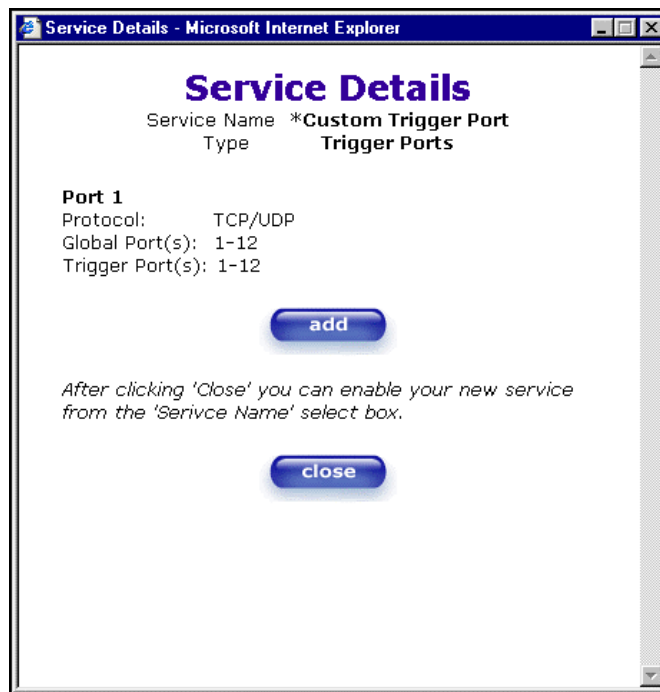 Service Details - Microsoft Internet Explorer
Service Details
Service Name *Custom Trigger Port
Type Trigger Ports
Port 1
Protocol: TCP/UDP
Global Port(s): 1-12
Trigger Port(s): 1-12
add
After clicking 'Close' you can enable your new service
from the 'Serivce Name' select box.
close